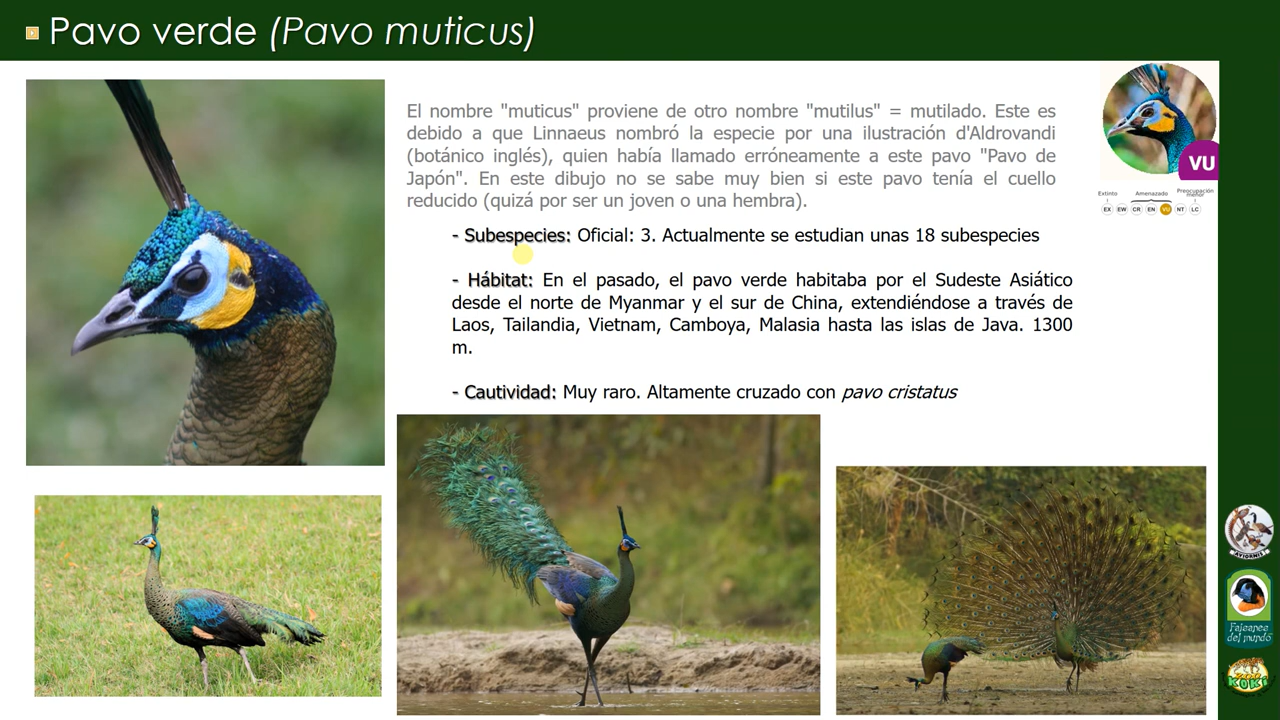 Pavo verde (Pavo muticus)
El nombre "muticus" proviene de otro nombre "mutilus" = mutilado. Este es
debido a que Linnaeus nombró la especie por una ilustración d'Aldrovandi
(botánico inglés), quien había llamado erróneamente a este pavo "Pavo de
Japón". En este dibujo no se sabe muy bien si este pavo tenía el cuello
reducido (quizá por ser un joven o una hembra).
VU
Extinto Amenazado Preocupación menor
EX EW CR EN VU NT LC
- Subespecies: Oficial: 3. Actualmente se estudian unas 18 subespecies
- Hábitat: En el pasado, el pavo verde habitaba por el Sudeste Asiático
desde el norte de Myanmar y el sur de China, extendiéndose a través de
Laos, Tailandia, Vietnam, Camboya, Malasia hasta las islas de Java. 1300
m.
- Cautividad: Muy raro. Altamente cruzado con pavo cristatus
AVIORNIS
Faisanes
del mundo
KOKI